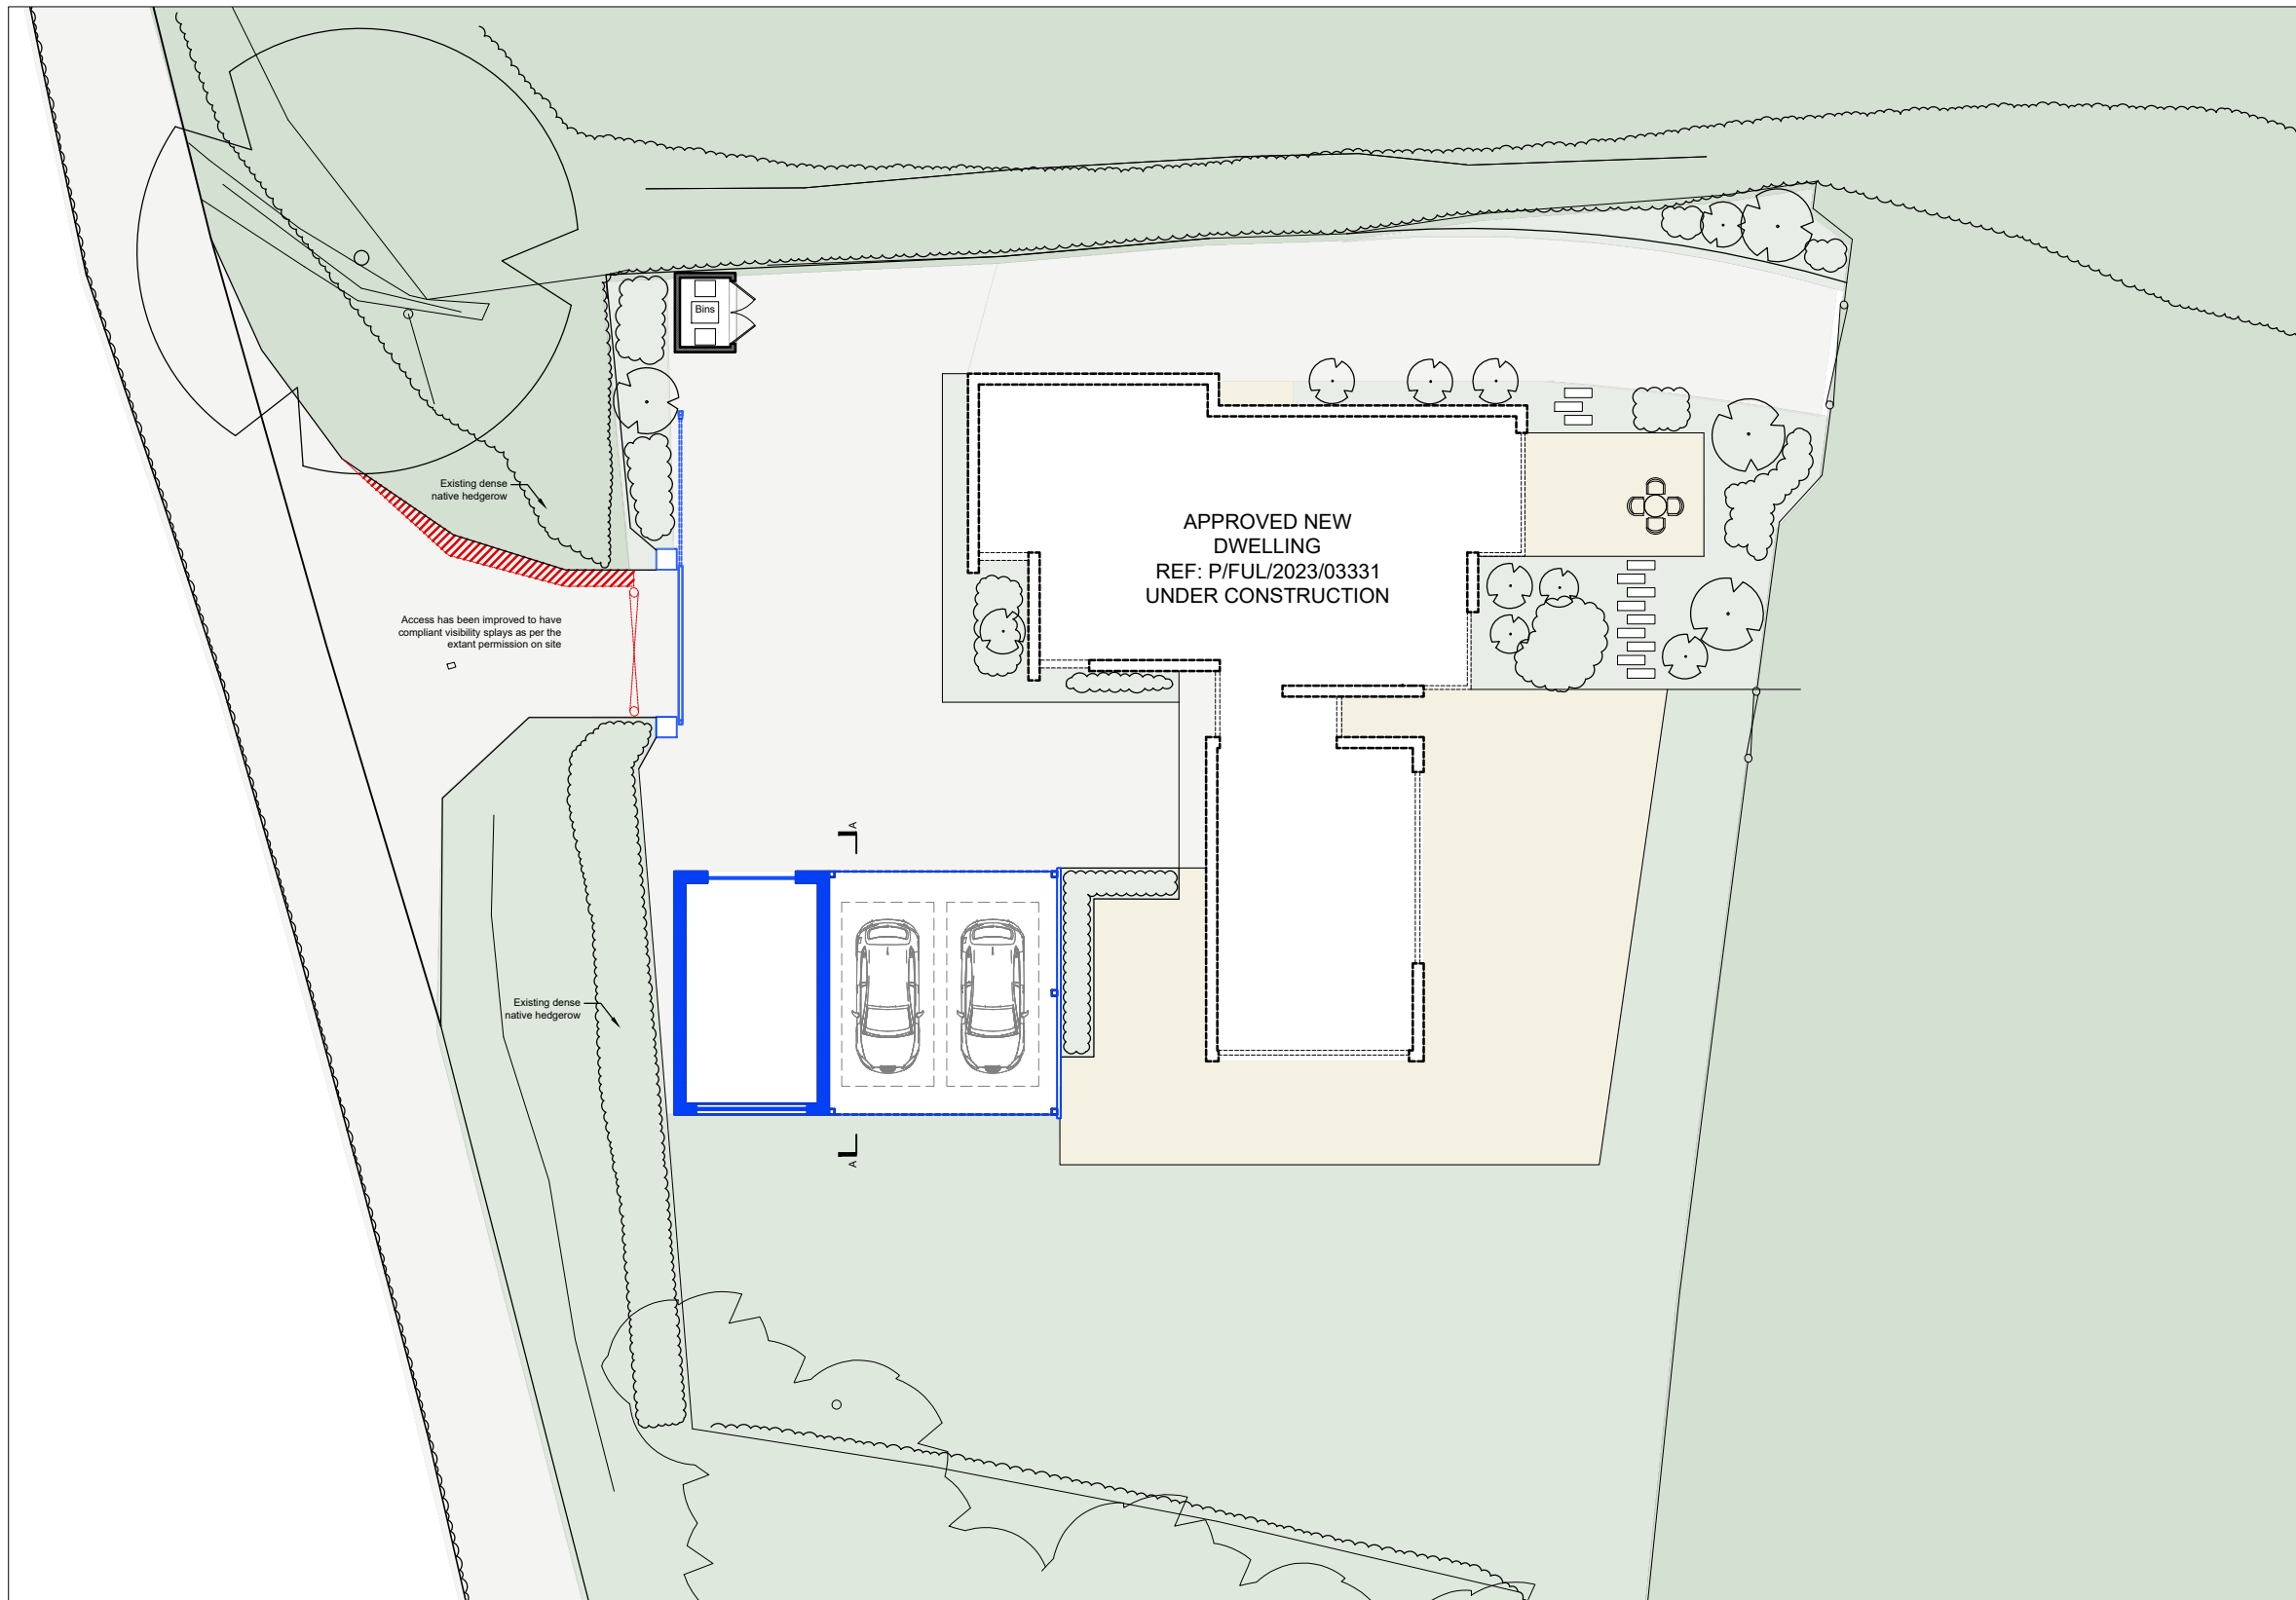 Bins
Existing dense
native hedgerow
APPROVED NEW
DWELLING
REF: P/FUL/2023/03331
UNDER CONSTRUCTION
Access has been improved to have
compliant visibility splays as per the
extant permission on site
A
Existing dense
native hedgerow
A